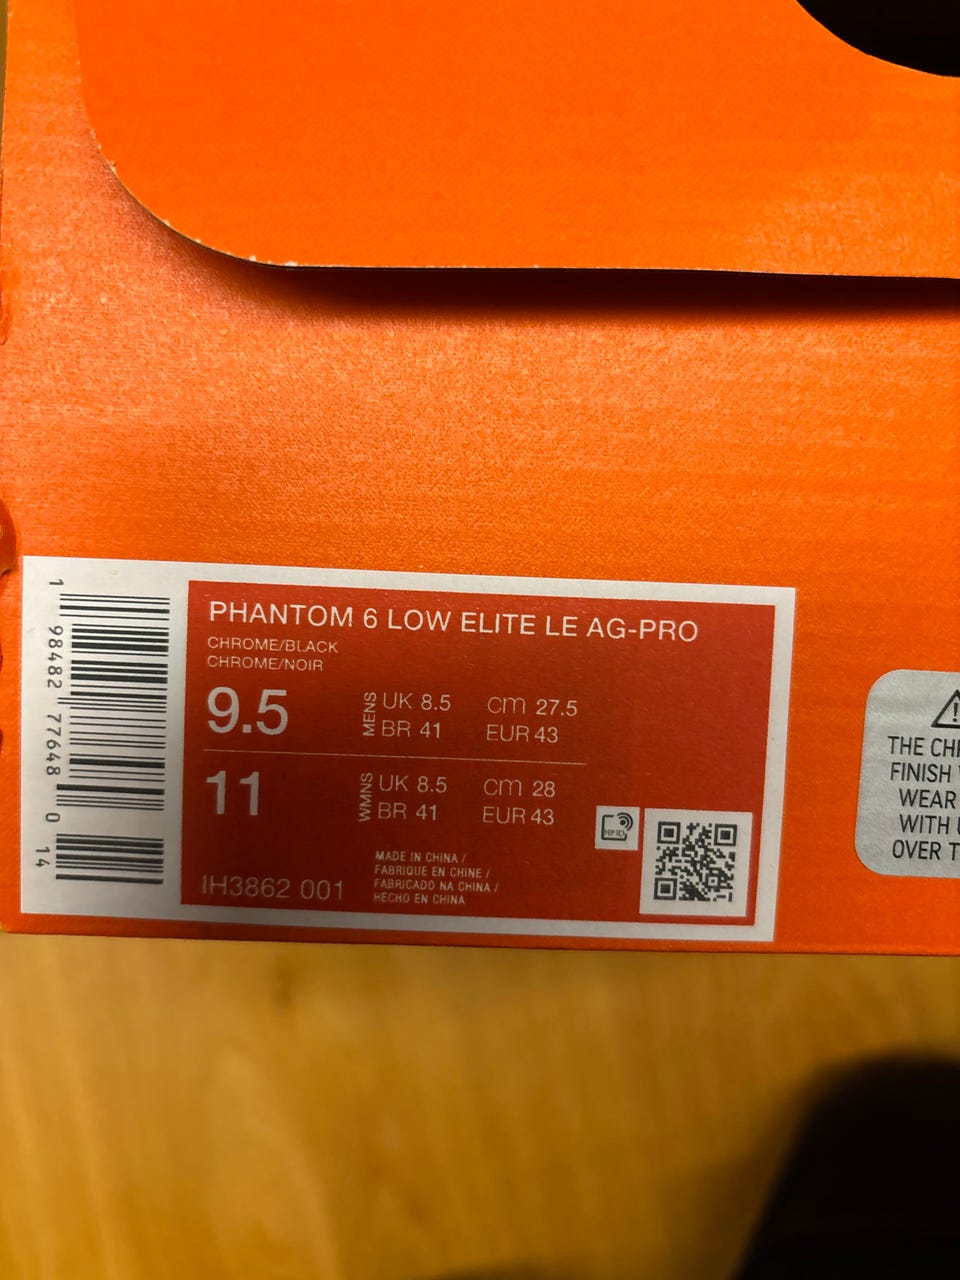 PHANTOM 6 LOW ELITE LE AG-PRO
CHROME/BLACK
CHROME/NOIR
9.5 MENS UK 8.5 cm 27.5
BR 41 EUR 43
11 WMNS UK 8.5 cm 28
BR 41 EUR 43
MADE IN CHINA /
FABRIQUE EN CHINE /
FABRICADO NA CHINA /
HECHO EN CHINA
IH3862 001
RFID
1 98482 77648 0 14
THE CH
FINISH
WEAR
WITH
OVER T